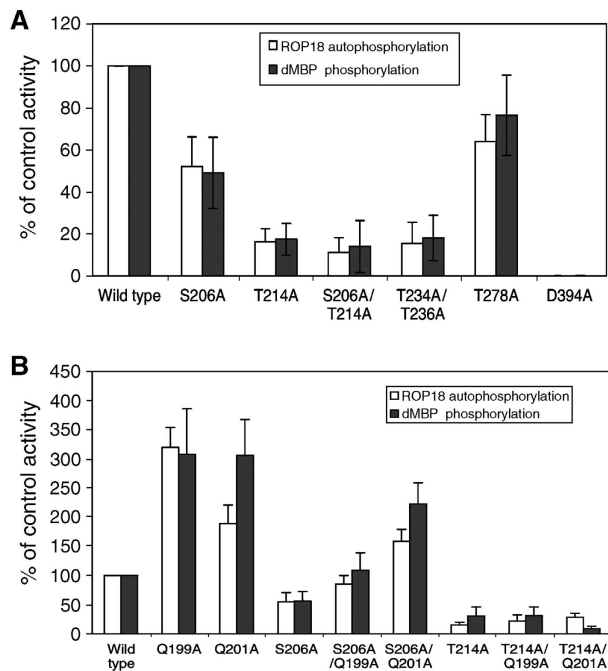 A
120
100
80
60
40
20
0
% of control activity
ROP18 autophosphorylation
dMBP phosphorylation
Wild type S206A T214A S206A/ T234A/ T278A D394A
T214A T236A
B
450
400
350
300
250
200
150
100
50
0
% of control activity
ROP18 autophosphorylation
dMBP phosphorylation
Wild Q199A Q201A S206A S206A S206A/ T214A T214A/ T214A/
type /Q199A Q201A Q199A Q201A